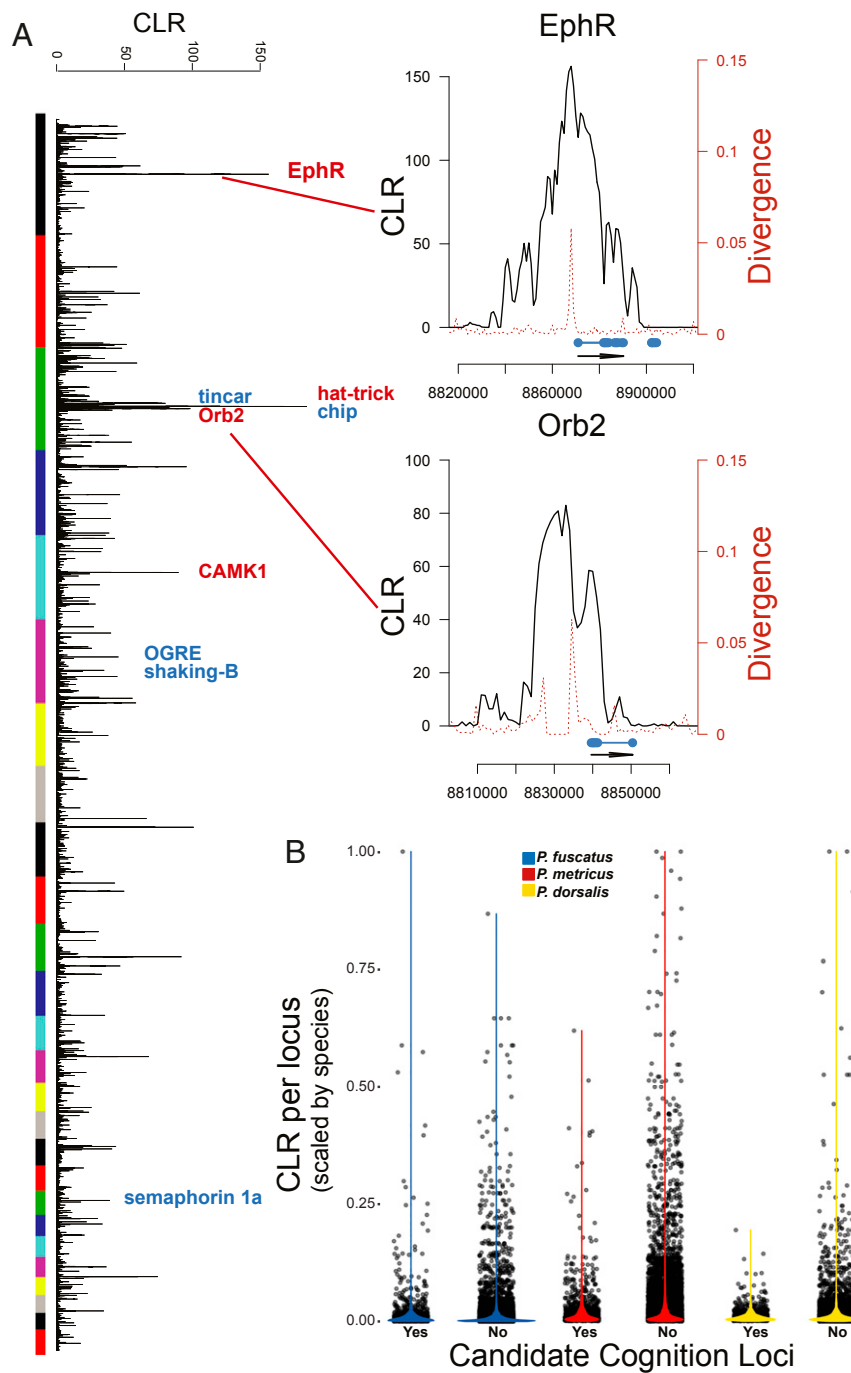 A
CLR
0
50
100
150
EphR
tincar
hat-trick
Orb2
chip
CAMK1
OGRE
shaking-B
semaphorin 1a
EphR
CLR
0
50
100
150
Divergence
0
0.05
0.1
0.15
8820000
8860000
8900000
Orb2
CLR
0
20
40
60
80
100
Divergence
0
0.05
0.1
0.15
8810000
8830000
8850000
B
P. fuscatus
P. metricus
P. dorsalis
CLR per locus
(scaled by species)
1.00
0.75
0.50
0.25
0.00
Yes No Yes No Yes No
Candidate Cognition Loci